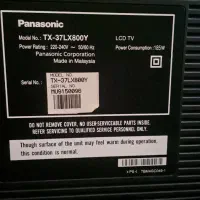 Panasonic
Model No. : TX-37LX800Y
LCD TV
Power Rating : 220-240V ~ 50/60 Hz
Power Consumption : 185W
Panasonic Corporation
Made in Malaysia
MODEL NO.
TX-37LX800Y
Serial No. :
SERIAL NO.
DO NOT REMOVE COVER. NO USER-SERVICEABLE PARTS INSIDE.
REFER SERVICING TO QUALIFIED SERVICE PERSONNEL ONLY.
Though surface of the unit may feel warm during operation,
this condition is normal.